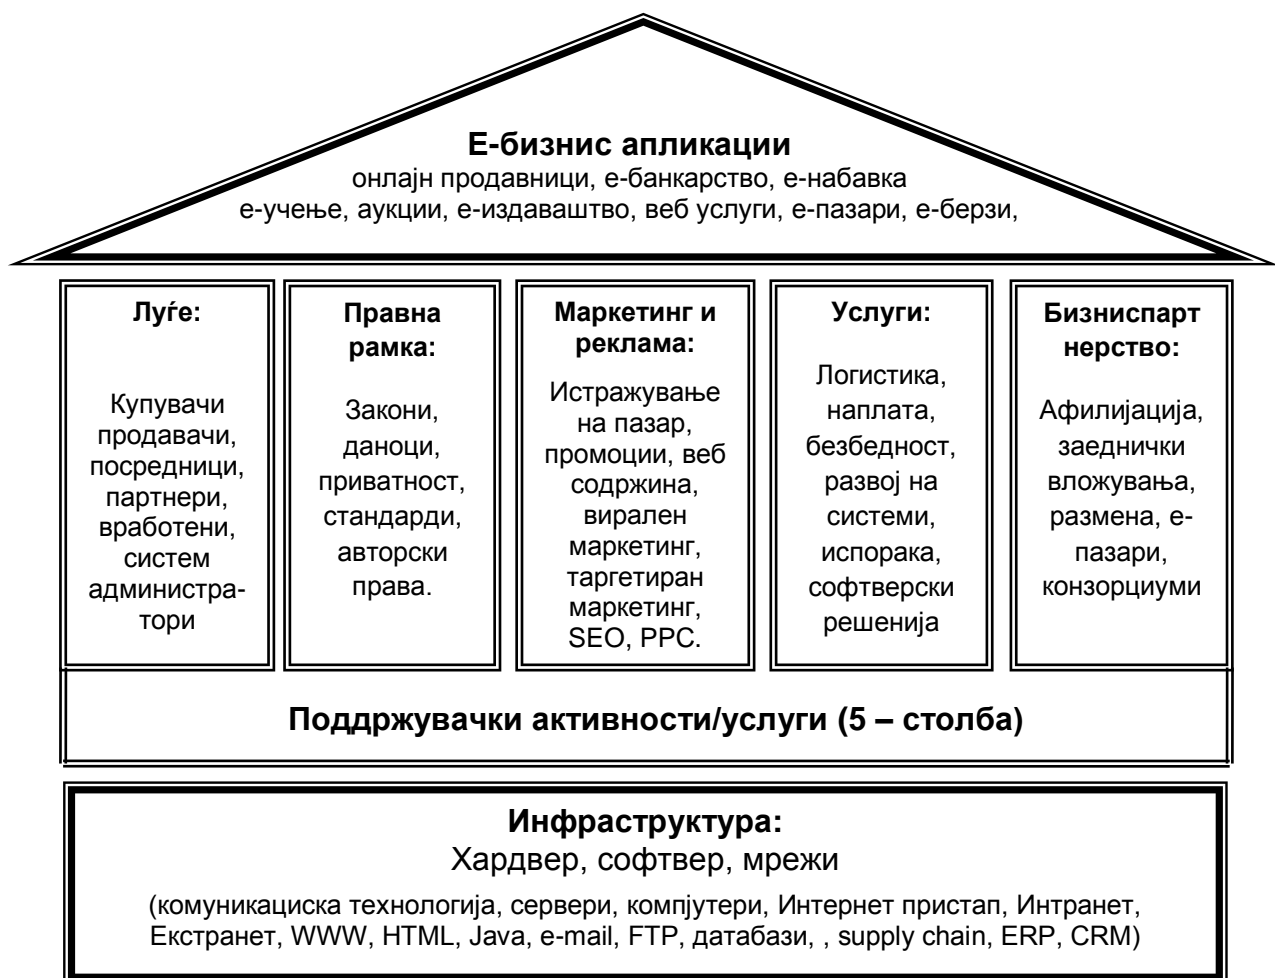 Е-бизнис апликации
онлајн продавници, е-банкарство, е-набавка
е-учење, аукции, е-издаваштво, веб услуги, е-пазари, е-берзи,
Луѓе:
Купувачи
продавачи,
посредници,
партнери,
вработени,
систем
администра-
тори
Правна
рамка:
Закони,
даноци,
приватност,
стандарди,
авторски
права.
Маркетинг и
реклама:
Истражување
на пазар,
промоции, веб
содржина,
вирален
маркетинг,
таргетиран
маркетинг,
SEO, PPC.
Услуги:
Логистика,
наплата,
безбедност,
развој на
системи,
испорака,
софтверски
решенија
Бизниспарт
нерство:
Афилијација,
заеднички
вложувања,
размена, е-
пазари,
конзорциуми
Поддржувачки активности/услуги (5 – столба)
Инфраструктура:
Хардвер, софтвер, мрежи
(комуникациска технологија, сервери, компјутери, Интернет пристап, Интранет,
Екстранет, WWW, HTML, Java, e-mail, FTP, датабази, , supply chain, ERP, CRM)